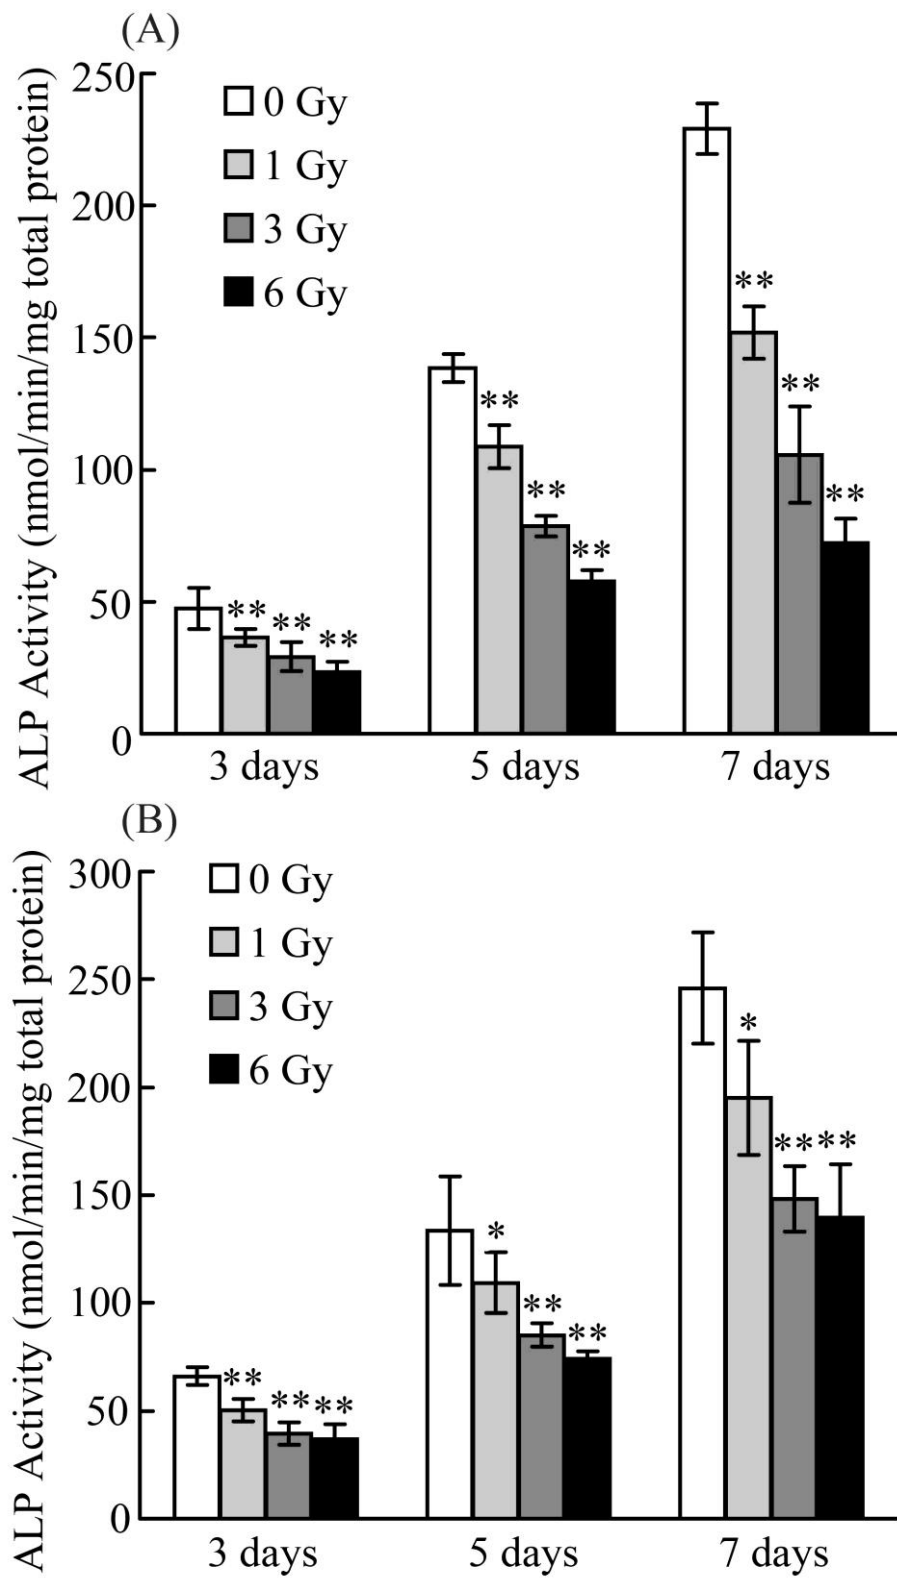 (A)
ALP Activity (nmol/min/mg total protein)
250
200
150
100
50
0
0 Gy
1 Gy
3 Gy
6 Gy
**
**
**
**
**
**
**
**
**
3 days 5 days 7 days
(B)
ALP Activity (nmol/min/mg total protein)
300
250
200
150
100
50
0
0 Gy
1 Gy
3 Gy
6 Gy
**
**
**
*
**
**
*
**
**
3 days 5 days 7 days